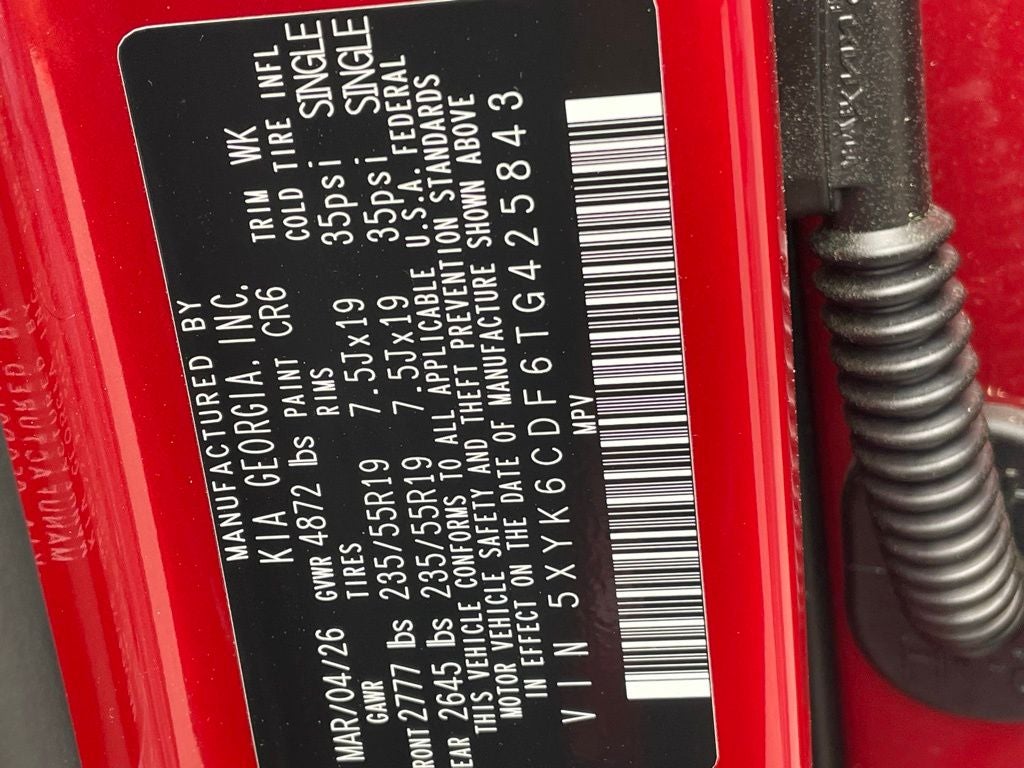 MANUFACTURED BY
KIA GEORGIA, INC.
MAR/04/26 GVWR 4872 lbs PAINT CR6 TRIM WK
GAWR TIRES RIMS COLD TIRE INFL
RONT 2777 lbs 235/55R19 7.5Jx19 35psi SINGLE
EAR 2645 lbs 235/55R19 7.5Jx19 35psi SINGLE
THIS VEHICLE CONFORMS TO ALL APPLICABLE U.S.A. FEDERAL
MOTOR VEHICLE SAFETY AND THEFT PREVENTION STANDARDS
IN EFFECT ON THE DATE OF MANUFACTURE SHOWN ABOVE
VIN 5XYK6CDF6TG425843
MPV